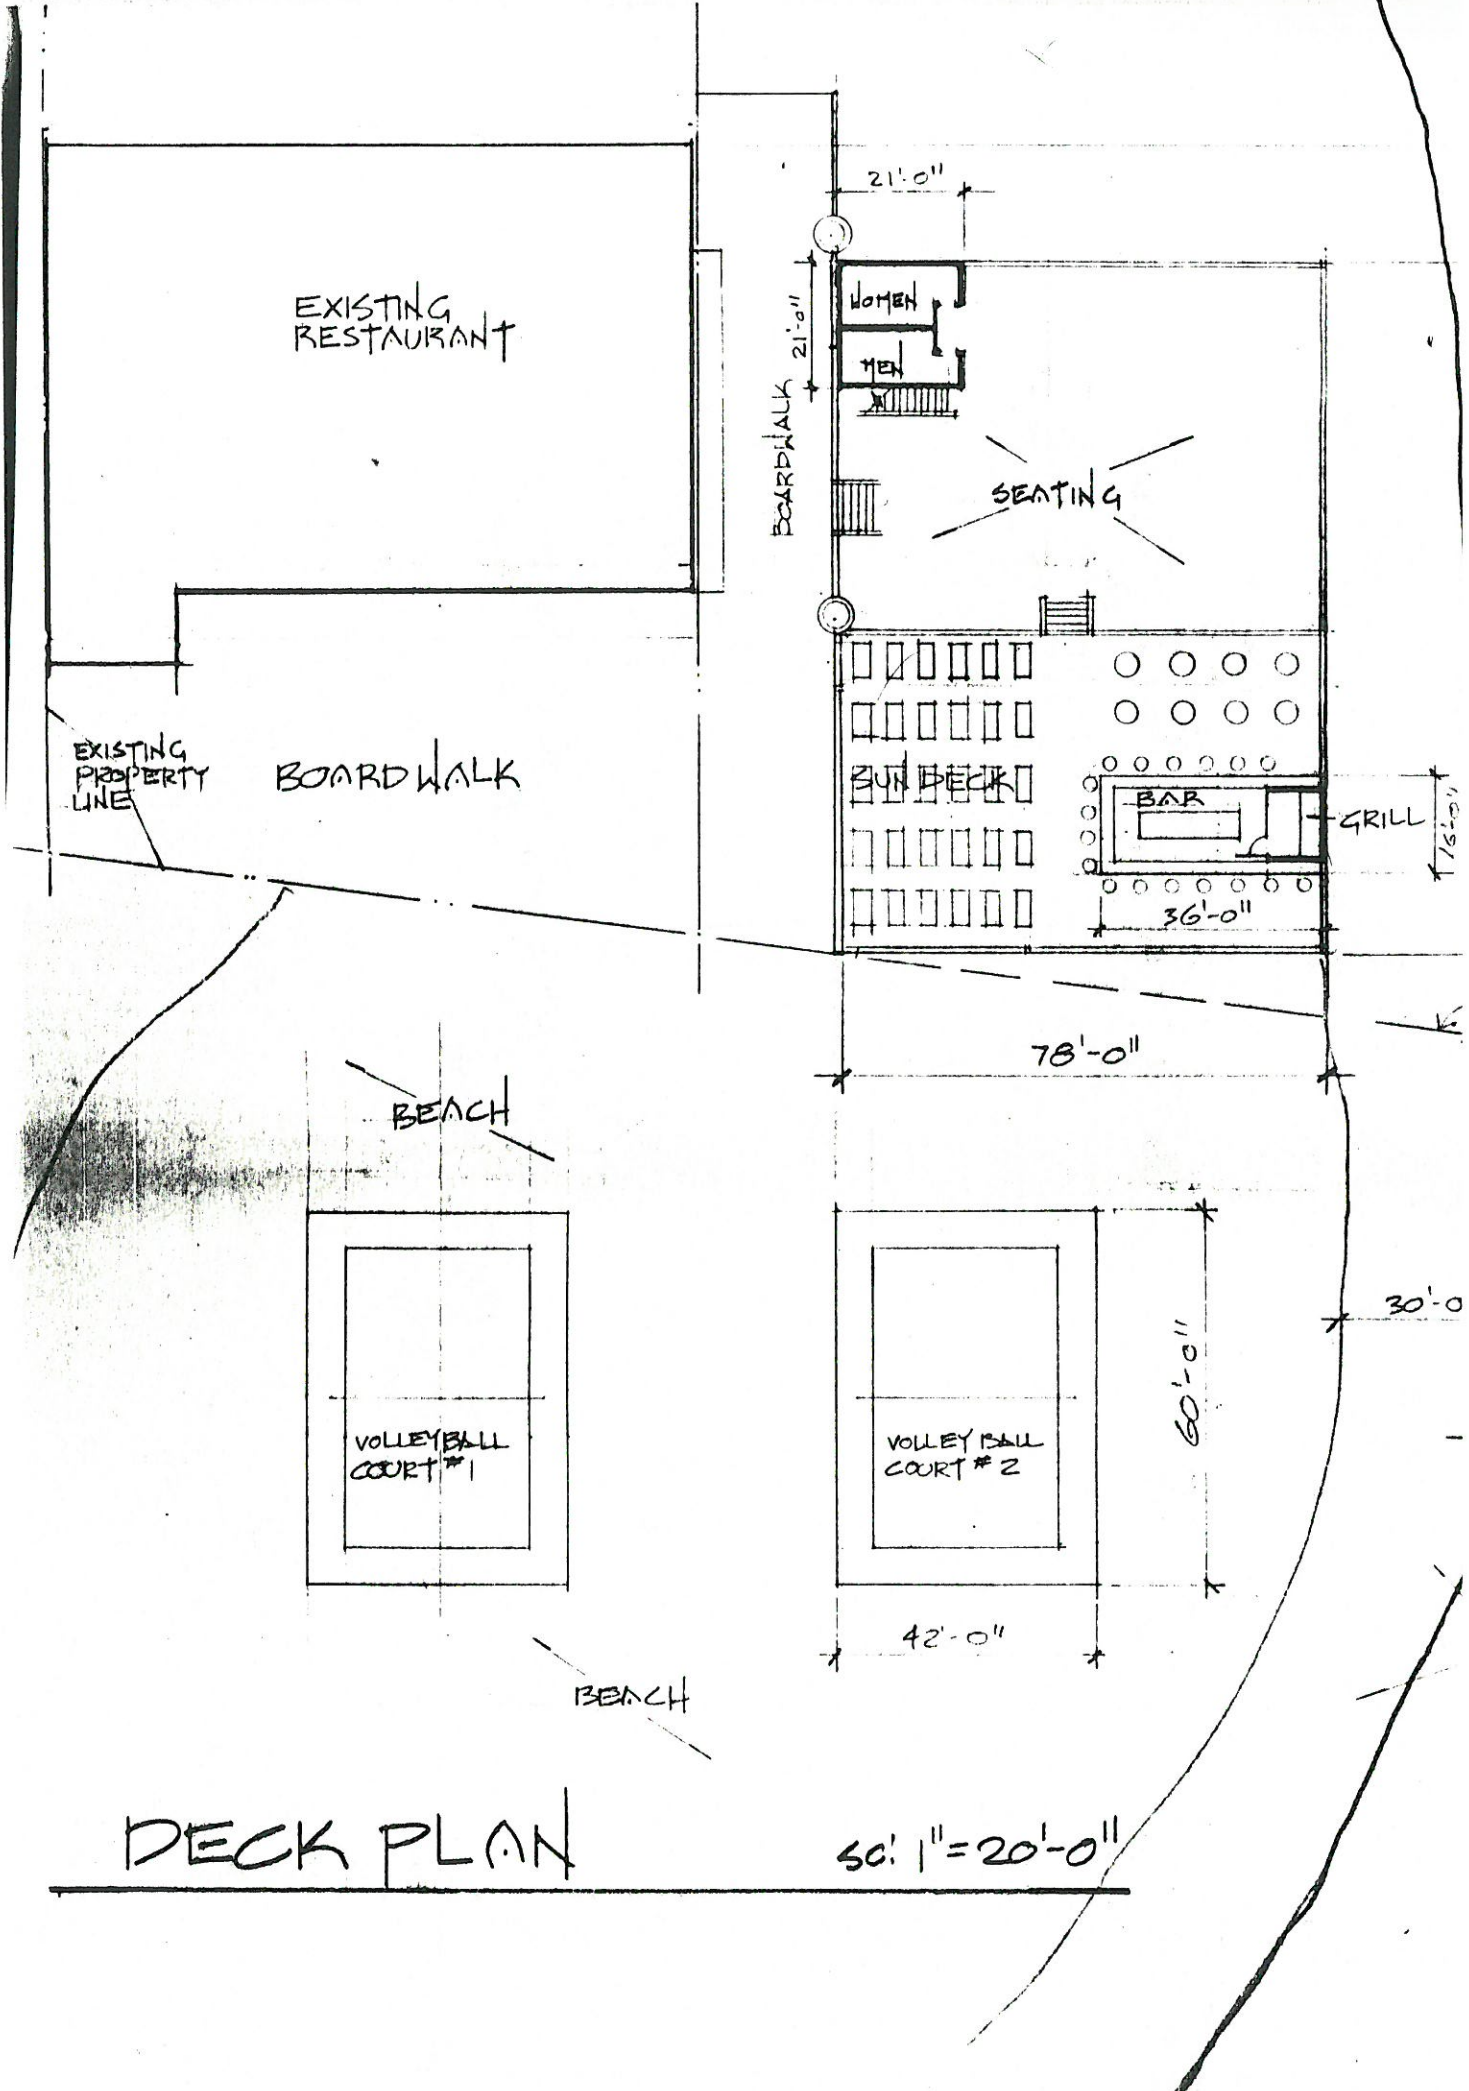 21'-0"
EXISTING
RESTAURANT
WOMEN
21'-0"
MEN
BOARDWALK
SEATING
EXISTING
PROPERTY
LINE
BOARDWALK
SUN DECK
BAR
GRILL
16'-0"
36'-0"
78'-0"
BEACH
30'-0
60'-0"
VOLLEYBALL
COURT #1
VOLLEY BALL
COURT #2
42'-0"
BEACH
DECK PLAN
SC: 1"=20'-0"